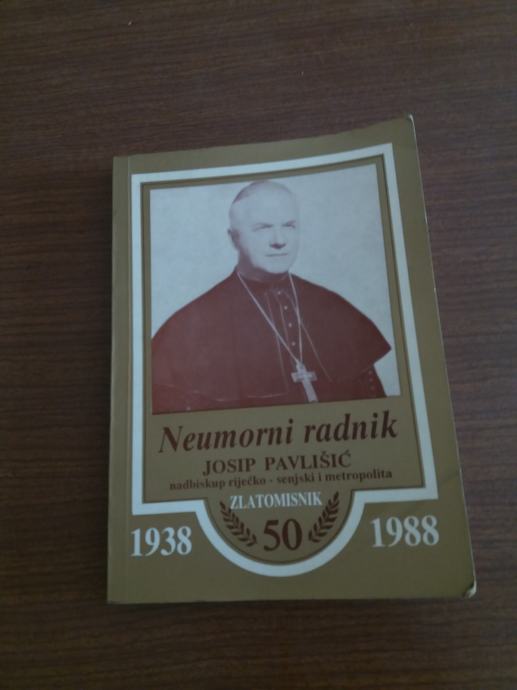 Neumorni radnik
JOSIP PAVLIŠIĆ
nadbiskup riječko - senjski i metropolita
ZLATOMISNIK
50
1938
1988